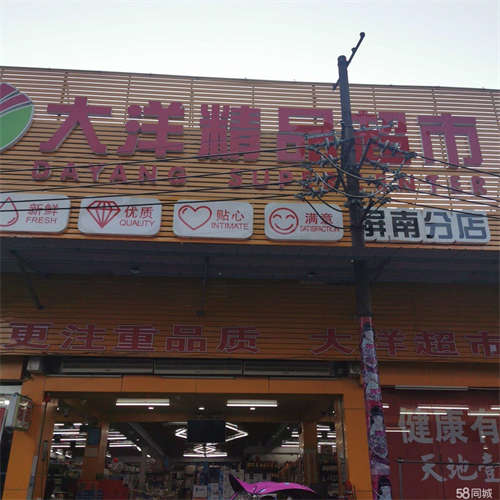 大洋精品超市
DAYANG SUPER CENTER
新鲜 FRESH
优质 QUALITY
贴心 INTIMATE
满意 SATISFACTION
屏南分店
更注重品质 大洋超市
健康有
天地壹
58同城